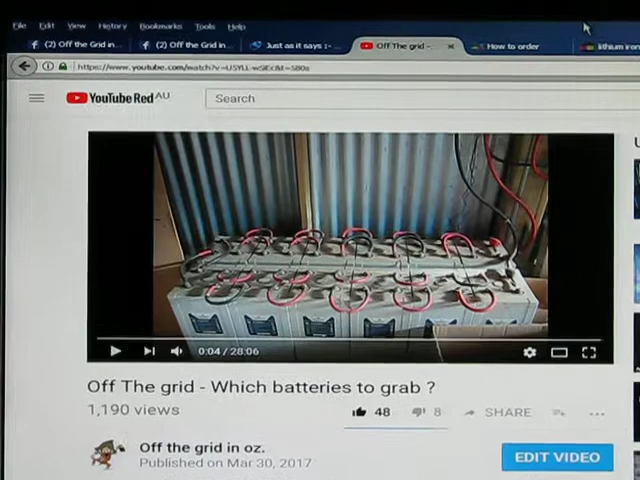 File Edit View History Bookmarks Tools Help
(2) Off the Grid in... (2) Off the Grid in... Just as it says :-... Off The grid -... × How to order lithium iron
YouTube Red AU
Search
0:04 / 28:06
Off The grid - Which batteries to grab ?
1,190 views
48 8 SHARE
Off the grid in oz.
Published on Mar 30, 2017
EDIT VIDEO